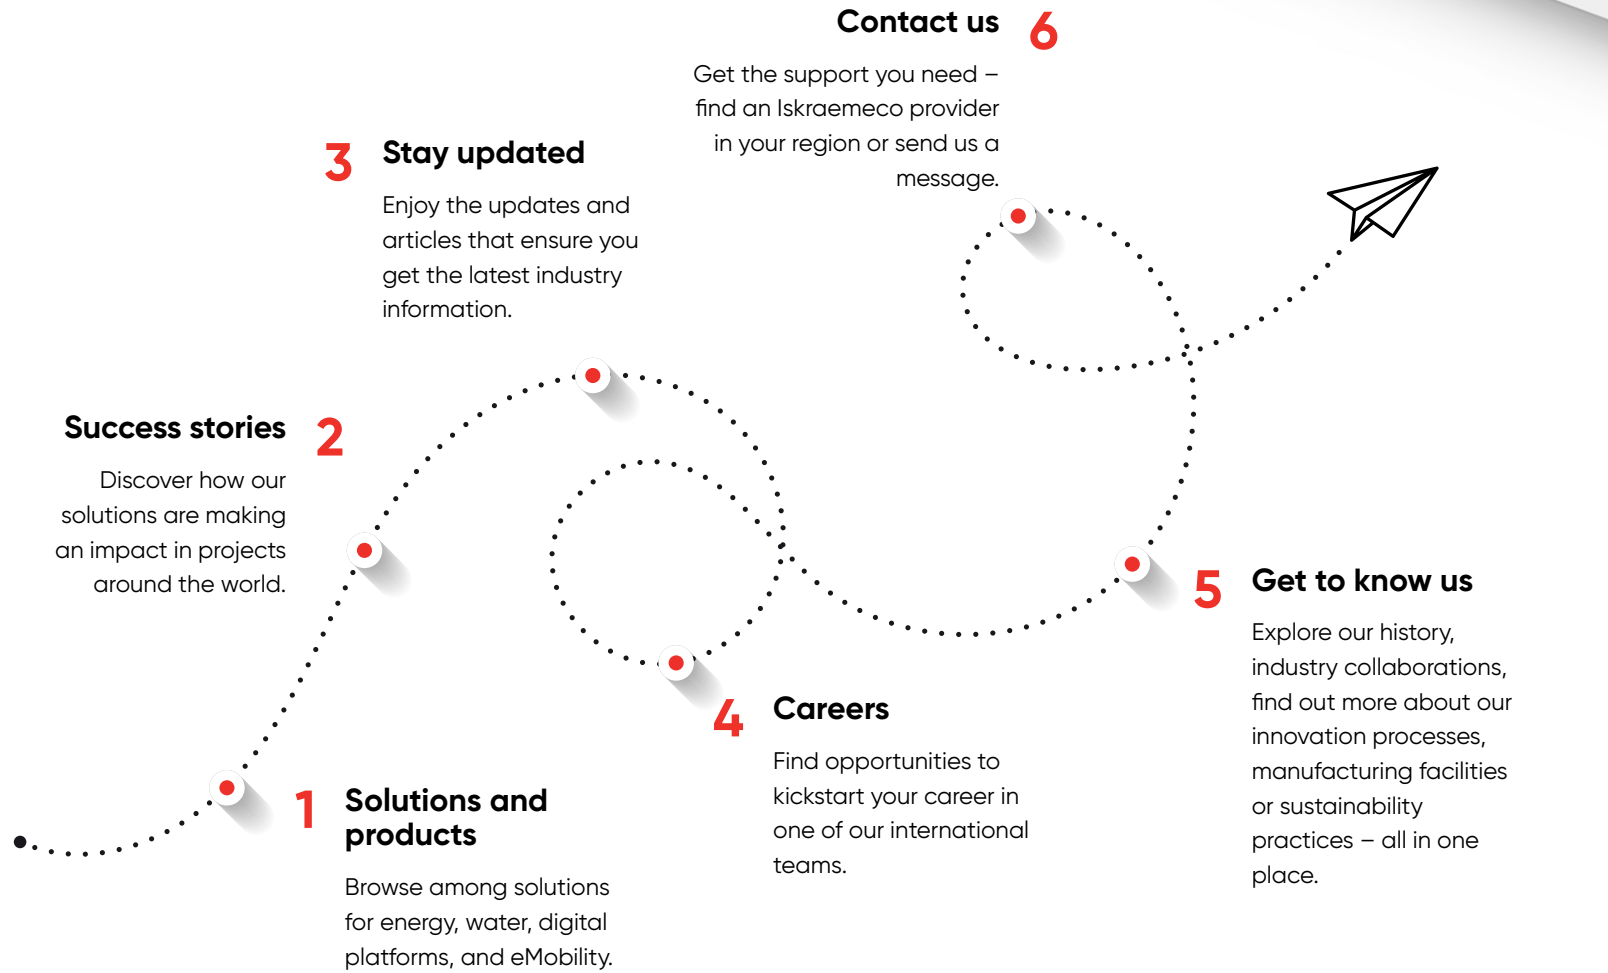 Contact us
6
Get the support you need –
find an Iskraemeco provider
in your region or send us a
message.
3
Stay updated
Enjoy the updates and
articles that ensure you
get the latest industry
information.
Success stories
2
Discover how our
solutions are making
an impact in projects
around the world.
5
Get to know us
Explore our history,
industry collaborations,
find out more about our
innovation processes,
manufacturing facilities
or sustainability
practices – all in one
place.
4
Careers
Find opportunities to
kickstart your career in
one of our international
teams.
1
Solutions and
products
Browse among solutions
for energy, water, digital
platforms, and eMobility.